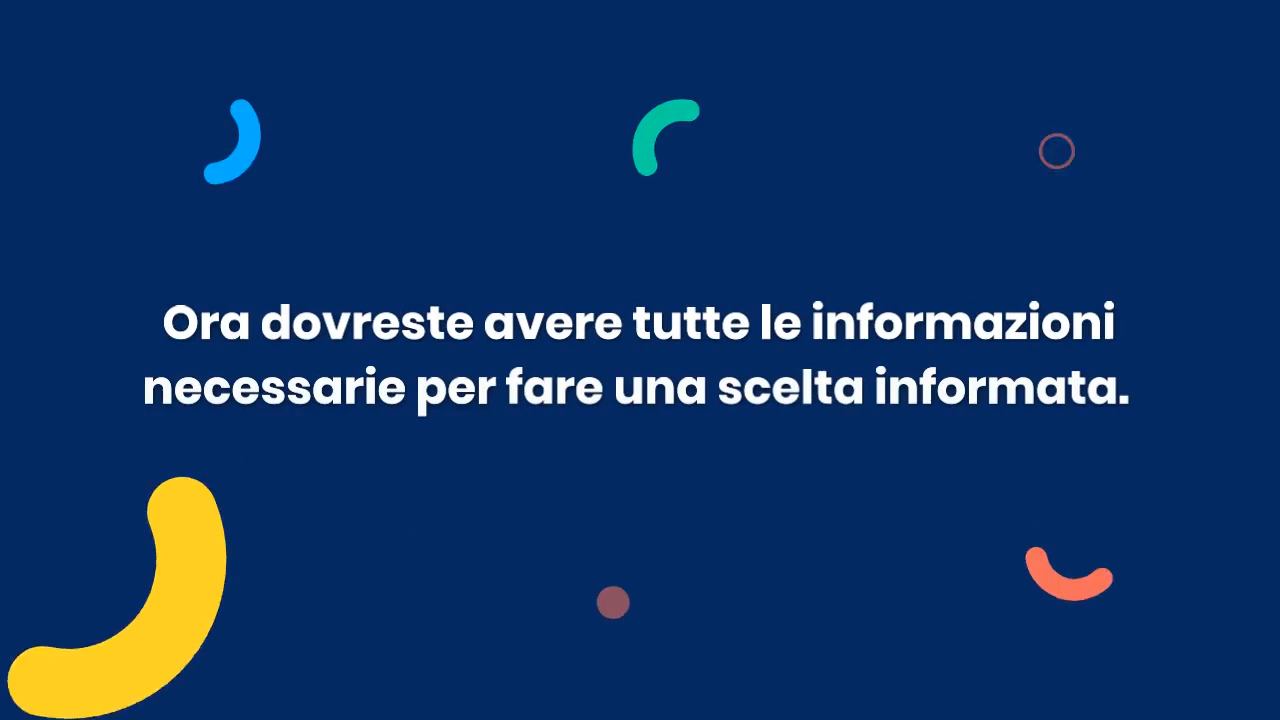 Ora dovreste avere tutte le informazioni
necessarie per fare una scelta informata.